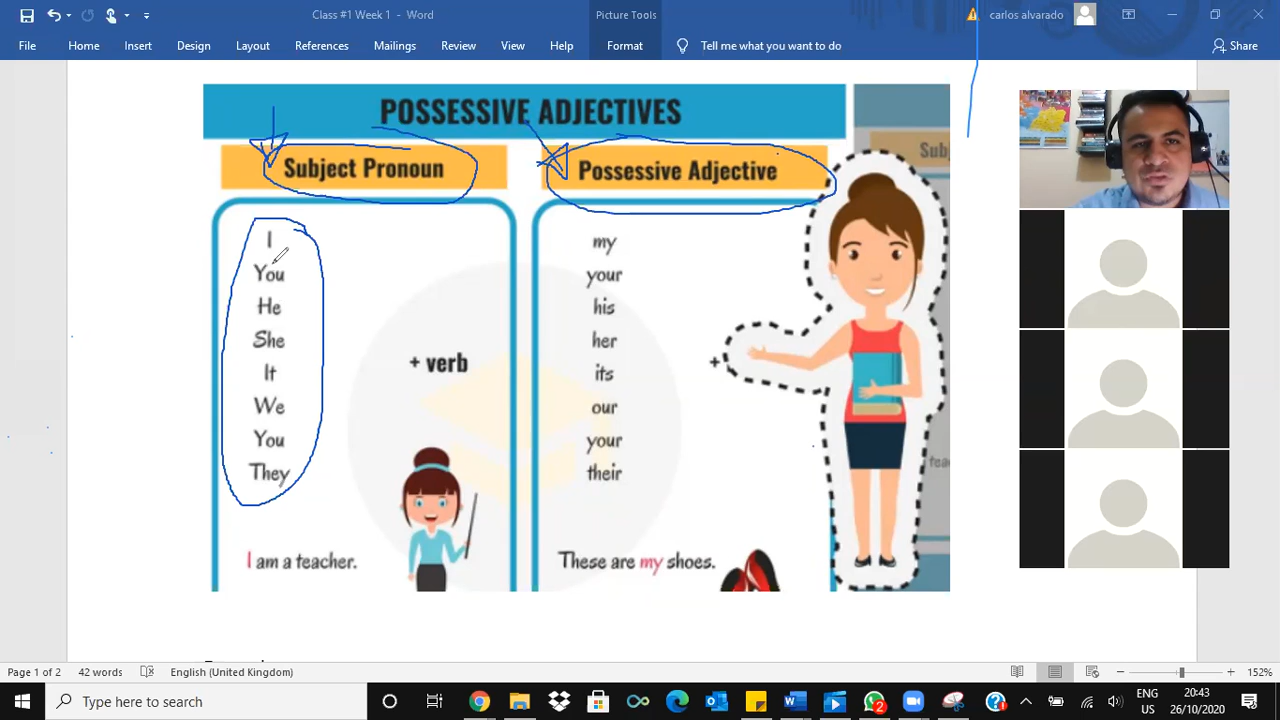 Class #1 Week 1 - Word
Picture Tools
carlos alvarado
File Home Insert Design Layout References Mailings Review View Help Format Tell me what you want to do Share
POSSESSIVE ADJECTIVES
Subject Pronoun
Possessive Adjective
I
You
He
She
It
We
You
They
+ verb
my
your
his
her
its
our
your
their
+
I am a teacher.
These are my shoes.
Page 1 of 2 42 words English (United Kingdom) 152%
Type here to search
2
ENG
US
20:43
26/10/2020